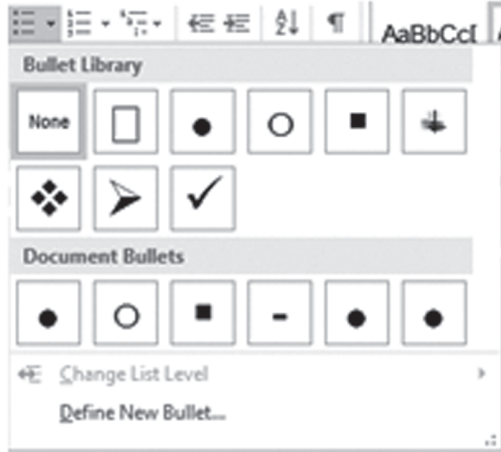 AaBbCcI
Bullet Library
None
Document Bullets
Change List Level
Define New Bullet...